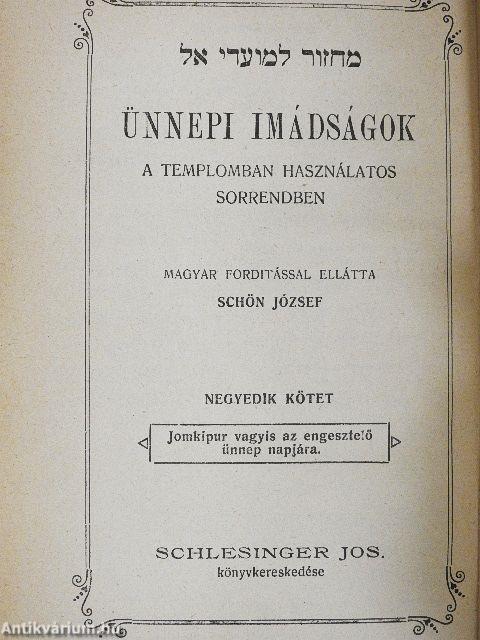 מחזור למועדי אל
ÜNNEPI IMÁDSÁGOK
A TEMPLOMBAN HASZNÁLATOS
SORRENDBEN
MAGYAR FORDITÁSSAL ELLÁTTA
SCHÖN JÓZSEF
NEGYEDIK KÖTET
Jomkipur vagyis az engesztelő
ünnep napjára.
SCHLESINGER JOS.
könyvkereskedése
Antikvárium.hu